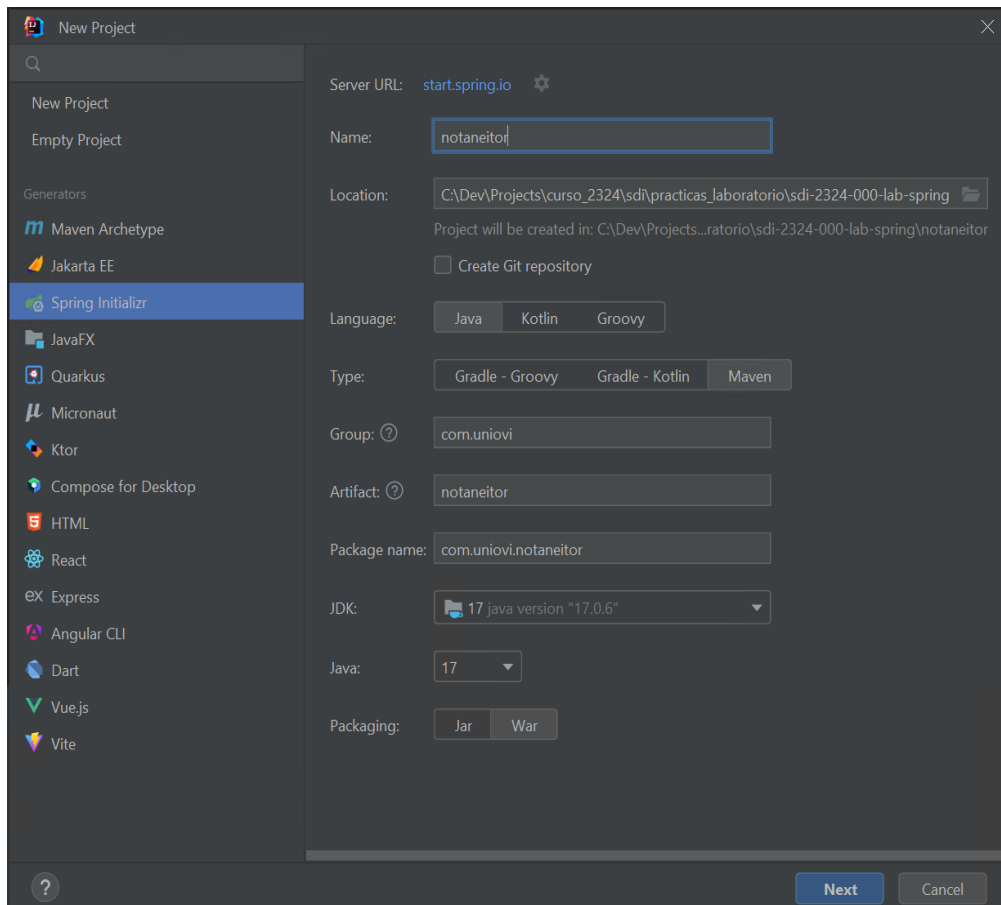 New Project
New Project
Empty Project
Generators
Maven Archetype
Jakarta EE
Spring Initializr
JavaFX
Quarkus
Micronaut
Ktor
Compose for Desktop
HTML
React
Express
Angular CLI
Dart
Vue.js
Vite
Server URL: start.spring.io
Name: notaneitor
Location: C:\Dev\Projects\curso_2324\sdi\practicas_laboratorio\sdi-2324-000-lab-spring
Project will be created in: C:\Dev\Projects...ratorio\sdi-2324-000-lab-spring\notaneitor
Create Git repository
Language: Java Kotlin Groovy
Type: Gradle - Groovy Gradle - Kotlin Maven
Group: ? com.uniovi
Artifact: ? notaneitor
Package name: com.uniovi.notaneitor
JDK: 17 java version "17.0.6"
Java: 17
Packaging: Jar War
? Next Cancel